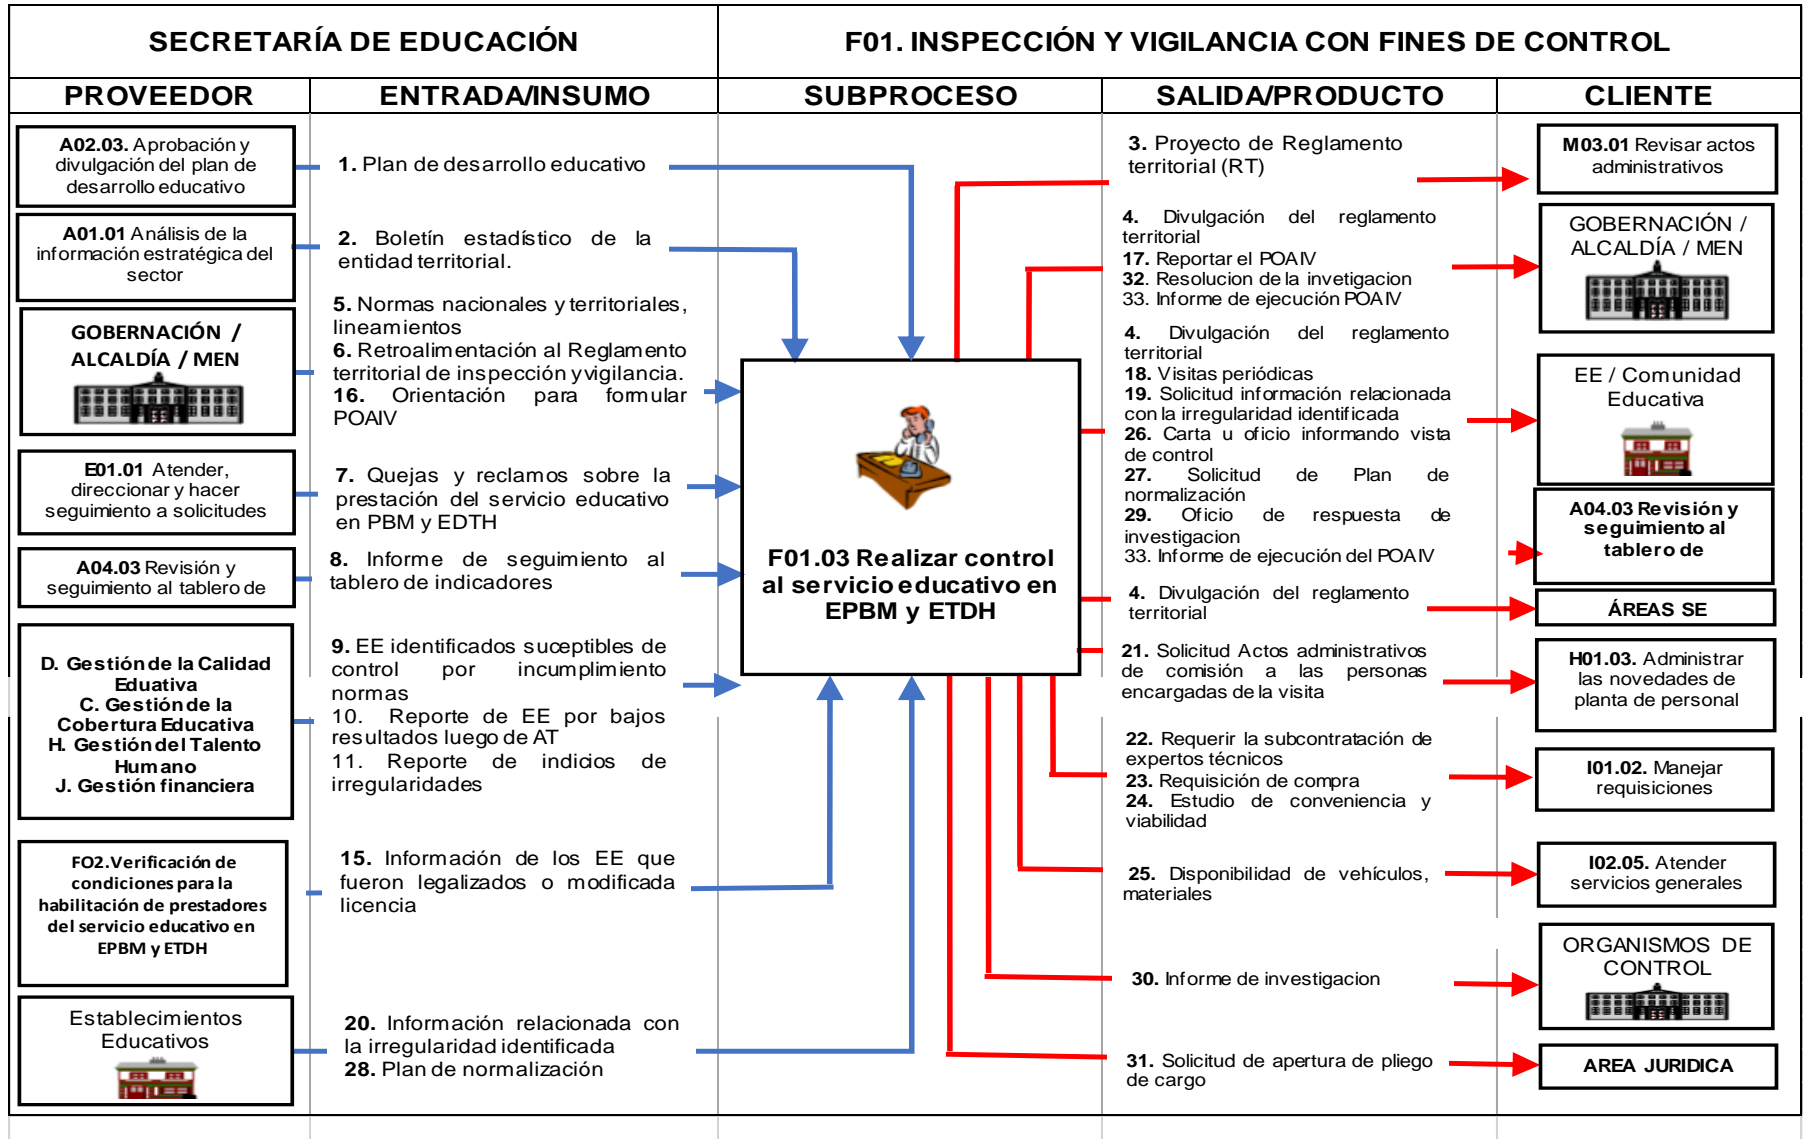 SECRETARÍA DE EDUCACIÓN
F01. INSPECCIÓN Y VIGILANCIA CON FINES DE CONTROL
PROVEEDOR
ENTRADA/INSUMO
SUBPROCESO
SALIDA/PRODUCTO
CLIENTE
A02.03. Aprobación y
divulgación del plan de
desarrollo educativo
A01.01 Análisis de la
información estratégica del
sector
GOBERNACIÓN /
ALCALDÍA / MEN
E01.01 Atender,
direccionar y hacer
seguimiento a solicitudes
A04.03 Revisión y
seguimiento al tablero de
D. Gestión de la Calidad
Eduativa
C. Gestión de la
Cobertura Educativa
H. Gestión del Talento
Humano
J. Gestión financiera
FO2.Verificación de
condiciones para la
habilitación de prestadores
del servicio educativo en
EPBM y ETDH
Establecimientos
Educativos
1. Plan de desarrollo educativo
2. Boletín estadístico de la
entidad territorial.
5. Normas nacionales y territoriales,
lineamientos
6. Retroalimentación al Reglamento
territorial de inspección y vigilancia.
16. Orientación para formular
POAIV
7. Quejas y reclamos sobre la
prestación del servicio educativo
en PBM y EDTH
8. Informe de seguimiento al
tablero de indicadores
9. EE identificados suceptibles de
control por incumplimiento
normas
10. Reporte de EE por bajos
resultados luego de AT
11. Reporte de indicios de
irregularidades
15. Información de los EE que
fueron legalizados o modificada
licencia
20. Información relacionada con
la irregularidad identificada
28. Plan de normalización
F01.03 Realizar control
al servicio educativo en
EPBM y ETDH
3. Proyecto de Reglamento
territorial (RT)
4. Divulgación del reglamento
territorial
17. Reportar el POAIV
32. Resolucion de la invetigacion
33. Informe de ejecución POAIV
4. Divulgación del reglamento
territorial
18. Visitas periódicas
19. Solicitud información relacionada
con la irregularidad identificada
26. Carta u oficio informando vista
de control
27. Solicitud de Plan de
normalización
29. Oficio de respuesta de
investigacion
33. Informe de ejecución del POAIV
4. Divulgación del reglamento
territorial
21. Solicitud Actos administrativos
de comisión a las personas
encargadas de la visita
22. Requerir la subcontratación de
expertos técnicos
23. Requisición de compra
24. Estudio de conveniencia y
viabilidad
25. Disponibilidad de vehículos,
materiales
30. Informe de investigacion
31. Solicitud de apertura de pliego
de cargo
M03.01 Revisar actos
administrativos
GOBERNACIÓN /
ALCALDÍA / MEN
EE / Comunidad
Educativa
A04.03 Revisión y
seguimiento al
tablero de
ÁREAS SE
H01.03. Administrar
las novedades de
planta de personal
I01.02. Manejar
requisiciones
I02.05. Atender
servicios generales
ORGANISMOS DE
CONTROL
AREA JURIDICA